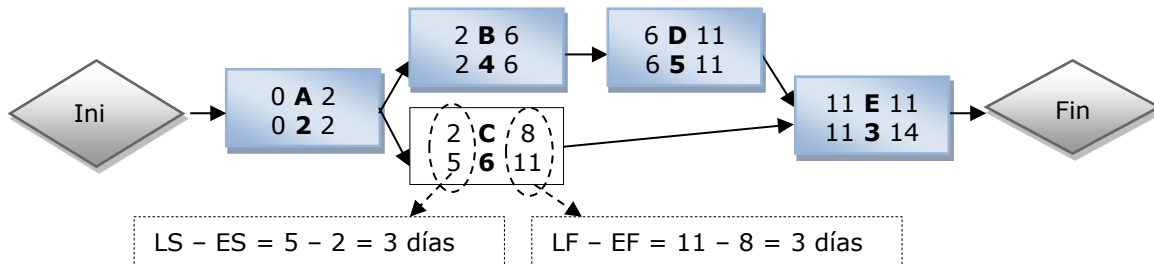 Ini
0 A 2
0 2 2
2 B 6
2 4 6
2 C 8
5 6 11
6 D 11
6 5 11
11 E 11
11 3 14
Fin
LS – ES = 5 – 2 = 3 días
LF – EF = 11 – 8 = 3 días